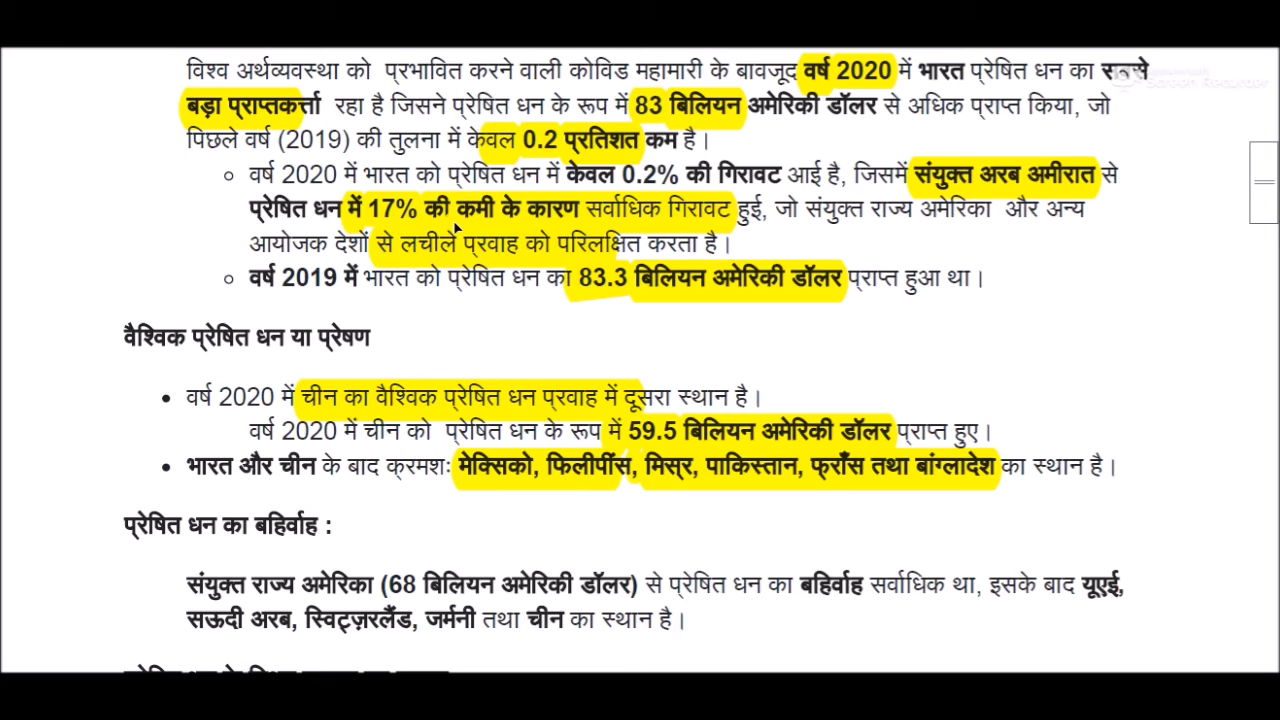 विश्व अर्थव्यवस्था को प्रभावित करने वाली कोविड महामारी के बावजूद वर्ष 2020 में भारत प्रेषित धन का सबसे
बड़ा प्राप्तकर्त्ता रहा है जिसने प्रेषित धन के रूप में 83 बिलियन अमेरिकी डॉलर से अधिक प्राप्त किया, जो
पिछले वर्ष (2019) की तुलना में केवल 0.2 प्रतिशत कम है।
○ वर्ष 2020 में भारत को प्रेषित धन में केवल 0.2% की गिरावट आई है, जिसमें संयुक्त अरब अमीरात से
प्रेषित धन में 17% की कमी के कारण सर्वाधिक गिरावट हुई, जो संयुक्त राज्य अमेरिका और अन्य
आयोजक देशों से लचीले प्रवाह को परिलक्षित करता है।
○ वर्ष 2019 में भारत को प्रेषित धन का 83.3 बिलियन अमेरिकी डॉलर प्राप्त हुआ था।
वैश्विक प्रेषित धन या प्रेषण
• वर्ष 2020 में चीन का वैश्विक प्रेषित धन प्रवाह में दूसरा स्थान है।
वर्ष 2020 में चीन को प्रेषित धन के रूप में 59.5 बिलियन अमेरिकी डॉलर प्राप्त हुए।
• भारत और चीन के बाद क्रमशः मेक्सिको, फिलीपींस, मिस्र, पाकिस्तान, फ्राँस तथा बांग्लादेश का स्थान है।
प्रेषित धन का बहिर्वाह :
संयुक्त राज्य अमेरिका (68 बिलियन अमेरिकी डॉलर) से प्रेषित धन का बहिर्वाह सर्वाधिक था, इसके बाद यूएई,
सऊदी अरब, स्विट्ज़रलैंड, जर्मनी तथा चीन का स्थान है।